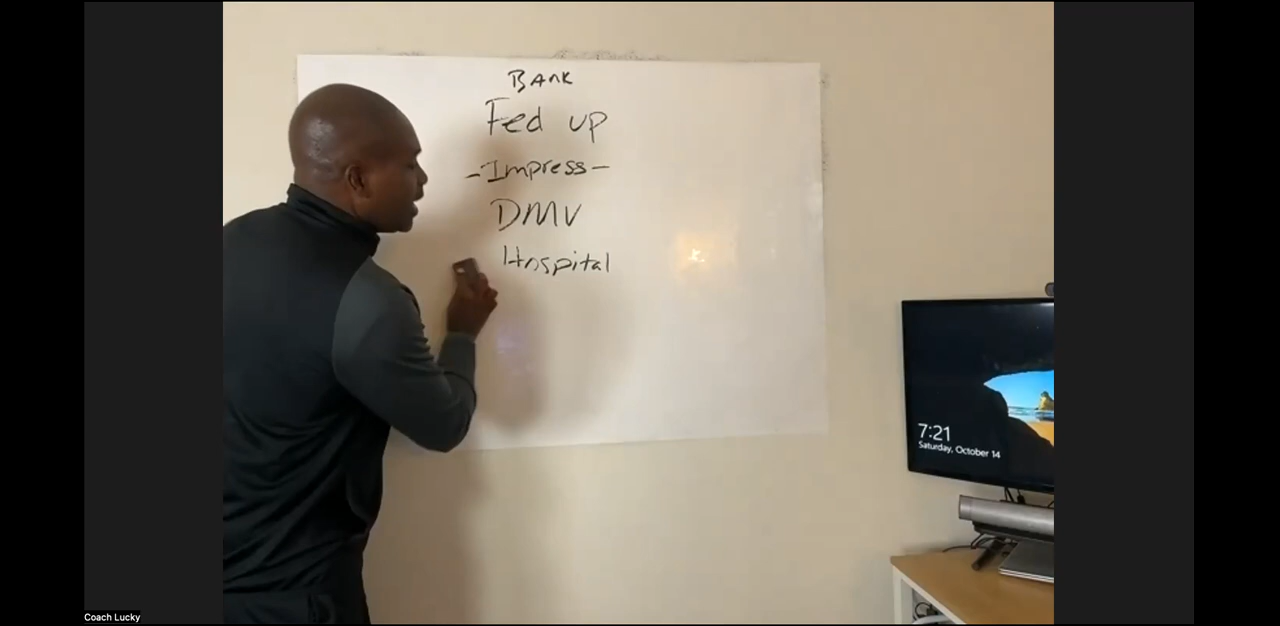 BANK
Fed up
- Impress -
DMV
Hospital
7:21
Saturday, October 14
Coach Lucky